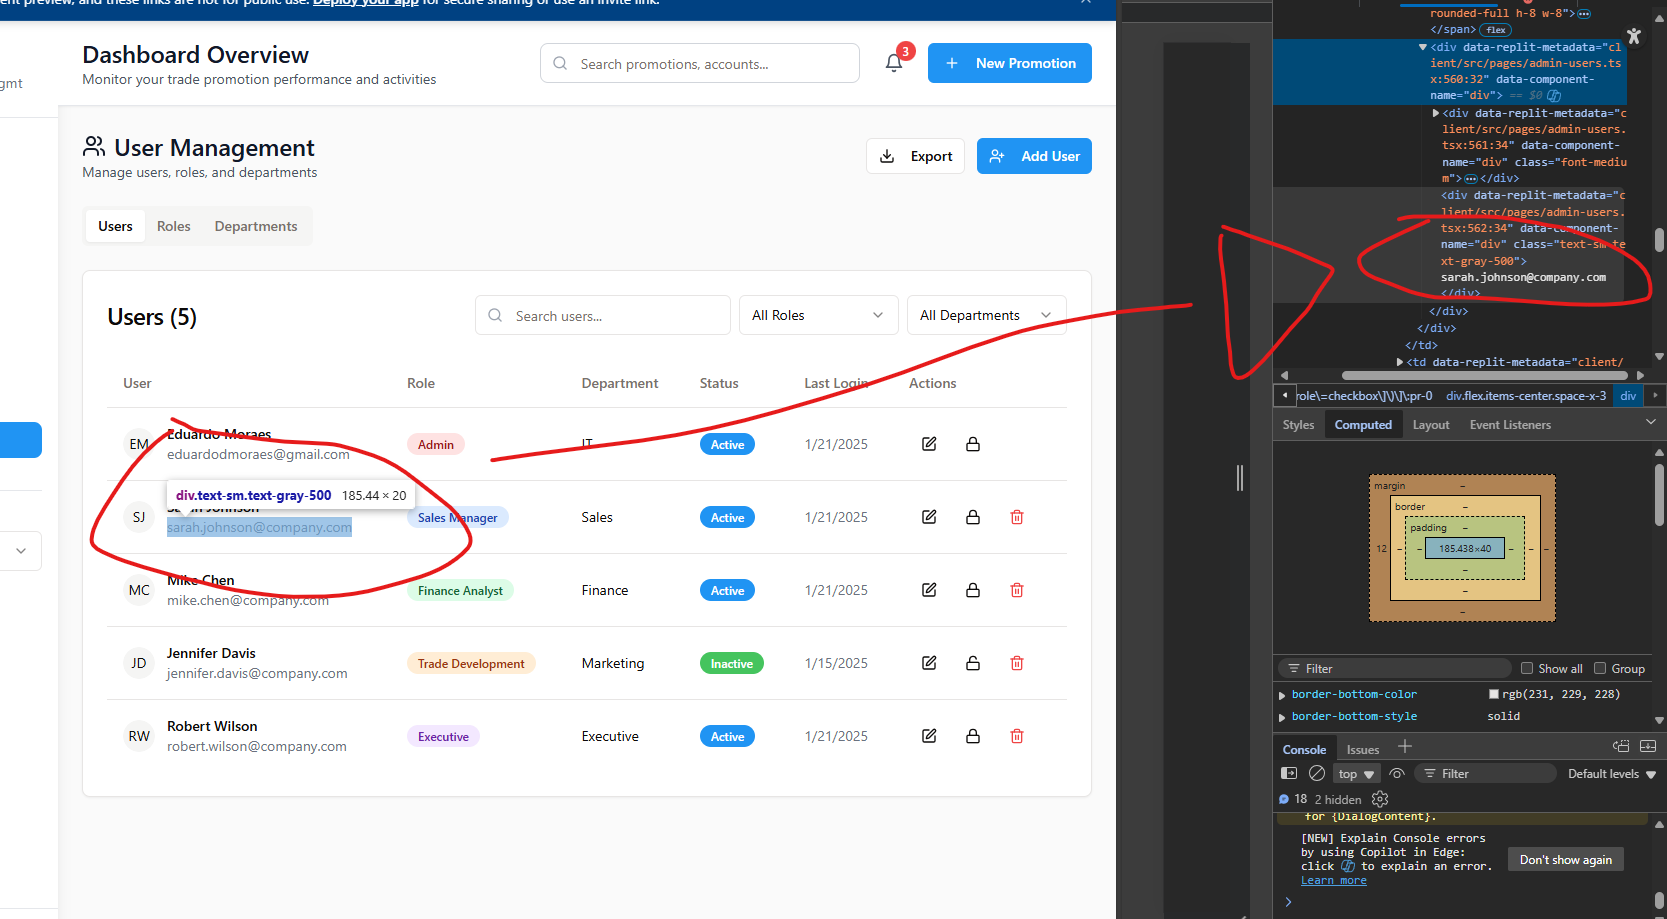 ent preview, and these links are not for public use. Deploy your app for secure sharing or use an invite link.
gmt
Dashboard Overview
Monitor your trade promotion performance and activities
Search promotions, accounts...
3
New Promotion
User Management
Manage users, roles, and departments
Export
Add User
Users
Roles
Departments
Users (5)
Search users...
All Roles
All Departments
User Role Department Status Last Login Actions
EM
Eduardo Moraes
eduardodmoraes@gmail.com
Admin
IT
Active
1/21/2025
div.text-sm.text-gray-500 185.44 × 20
SJ
Sarah Johnson
sarah.johnson@company.com
Sales Manager
Sales
Active
1/21/2025
MC
Mike Chen
mike.chen@company.com
Finance Analyst
Finance
Active
1/21/2025
JD
Jennifer Davis
jennifer.davis@company.com
Trade Development
Marketing
Inactive
1/15/2025
RW
Robert Wilson
robert.wilson@company.com
Executive
Executive
Active
1/21/2025
rounded-full h-8 w-8">
</span> flex
<div data-replit-metadata="cl
ient/src/pages/admin-users.ts
x:560:32" data-component-
name="div"> == $0
<div data-replit-metadata="c
lient/src/pages/admin-users.
tsx:561:34" data-component-
name="div" class="font-mediu
m"></div>
<div data-replit-metadata="c
lient/src/pages/admin-users.
tsx:562:34" data-component-
name="div" class="text-sm te
xt-gray-500">
sarah.johnson@company.com
</div>
</div>
</div>
</td>
<td data-replit-metadata="client/
role\=checkbox\]\)\]\:pr-0 div.flex.items-center.space-x-3 div
Styles Computed Layout Event Listeners
margin
–
border
–
padding
–
12 – – 185.438×40 – – –
–
–
–
Filter
Show all
Group
border-bottom-color rgb(231, 229, 228)
border-bottom-style solid
Console Issues
top
Filter
Default levels
18 2 hidden
for {DialogContent}.
[NEW] Explain Console errors
by using Copilot in Edge:
click to explain an error.
Learn more
Don't show again